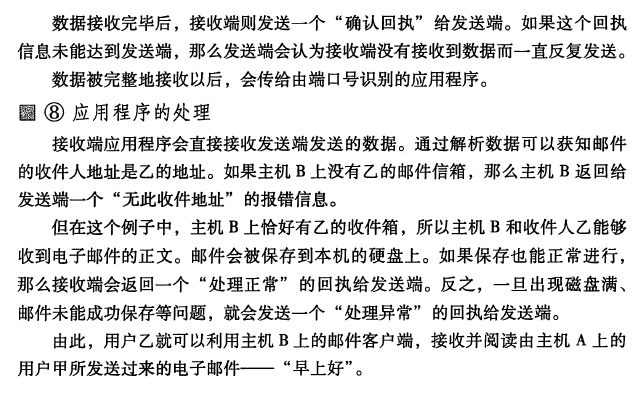 数据接收完毕后，接收端则发送一个“确认回执”给发送端。如果这个回执
信息未能达到发送端，那么发送端会认为接收端没有接收到数据而一直反复发送。
数据被完整地接收以后，会传给由端口号识别的应用程序。
⑧ 应用程序的处理
接收端应用程序会直接接收发送端发送的数据。通过解析数据可以获知邮件
的收件人地址是乙的地址。如果主机 B 上没有乙的邮件信箱，那么主机 B 返回给
发送端一个“无此收件地址”的报错信息。
但在这个例子中，主机 B 上恰好有乙的收件箱，所以主机 B 和收件人乙能够
收到电子邮件的正文。邮件会被保存到本机的硬盘上。如果保存也能正常进行，
那么接收端会返回一个“处理正常”的回执给发送端。反之，一旦出现磁盘满、
邮件未能成功保存等问题，就会发送一个“处理异常”的回执给发送端。
由此，用户乙就可以利用主机 B 上的邮件客户端，接收并阅读由主机 A 上的
用户甲所发送过来的电子邮件——“早上好”。